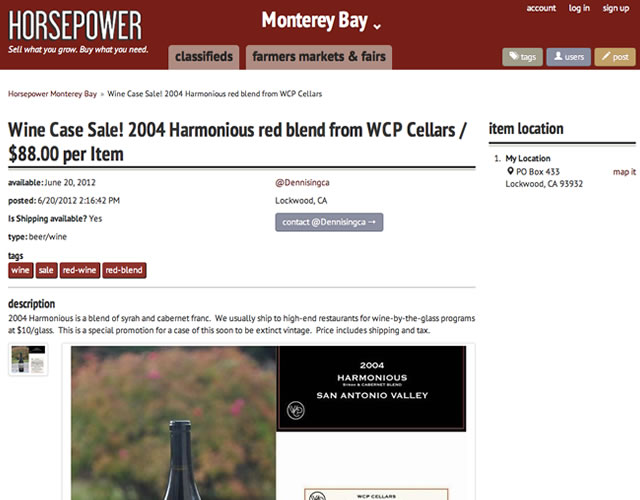 HORSEPOWER
Sell what you grow. Buy what you need.
Monterey Bay
account log in sign up
classifieds farmers markets & fairs
tags users post
Horsepower Monterey Bay » Wine Case Sale! 2004 Harmonious red blend from WCP Cellars
Wine Case Sale! 2004 Harmonious red blend from WCP Cellars /
$88.00 per Item
available: June 20, 2012
posted: 6/20/2012 2:16:42 PM
Is Shipping available? Yes
type: beer/wine
@Dennisingca
Lockwood, CA
contact @Dennisingca →
tags
wine sale red-wine red-blend
item location
1. My Location
PO Box 433 map it
Lockwood, CA 93932
description
2004 Harmonious is a blend of syrah and cabernet franc. We usually ship to high-end restaurants for wine-by-the-glass programs
at $10/glass. This is a special promotion for a case of this soon to be extinct vintage. Price includes shipping and tax.
2004
HARMONIOUS
SYRAH & CABERNET BLEND
SAN ANTONIO VALLEY
WCP CELLARS